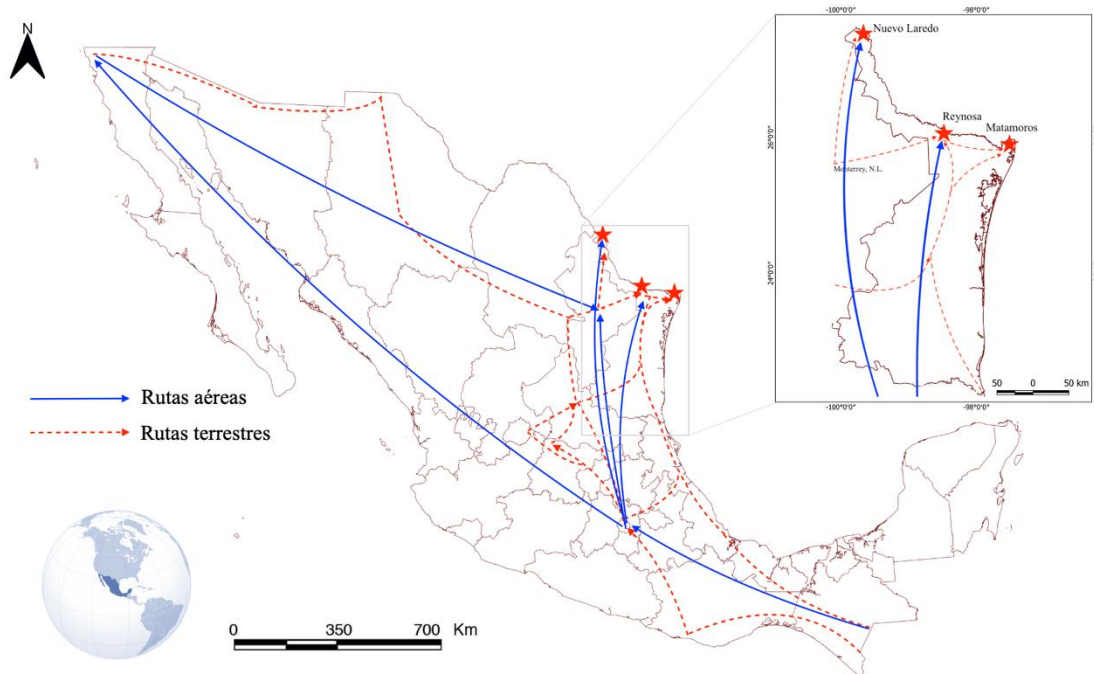 N
-100°0'0"
-98°0'0"
Nuevo Laredo
Reynosa
Matamoros
26°0'0"
Monterrey, N.L.
24°0'0"
50 0 50 km
-100°0'0"
-98°0'0"
Rutas aéreas
Rutas terrestres
0 350 700 Km